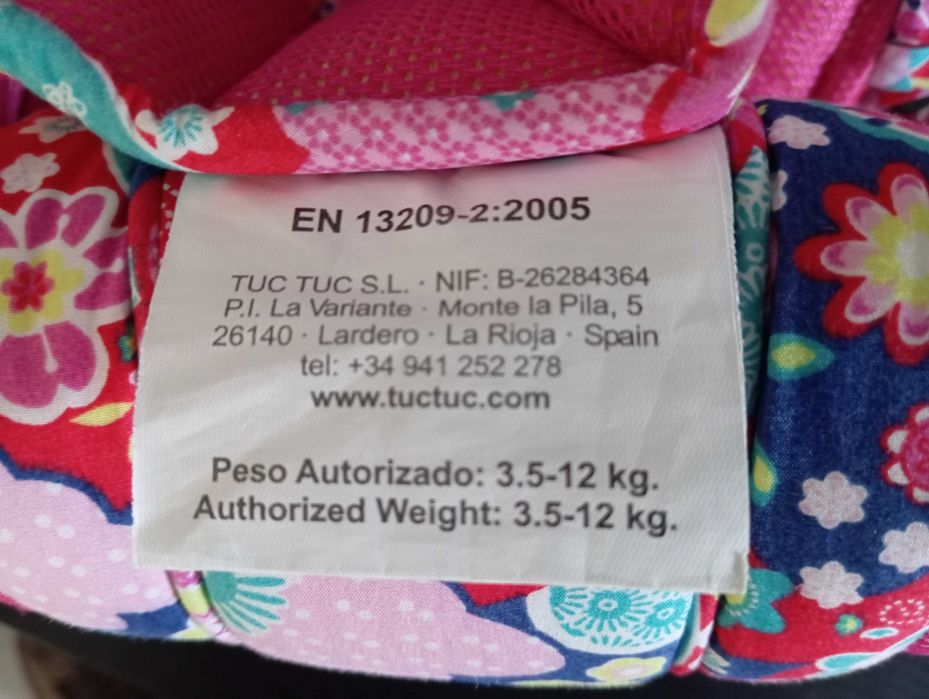 EN 13209-2:2005
TUC TUC S.L. · NIF: B-26284364
P.I. La Variante · Monte la Pila, 5
26140 · Lardero · La Rioja · Spain
tel: +34 941 252 278
www.tuctuc.com
Peso Autorizado: 3.5-12 kg.
Authorized Weight: 3.5-12 kg.